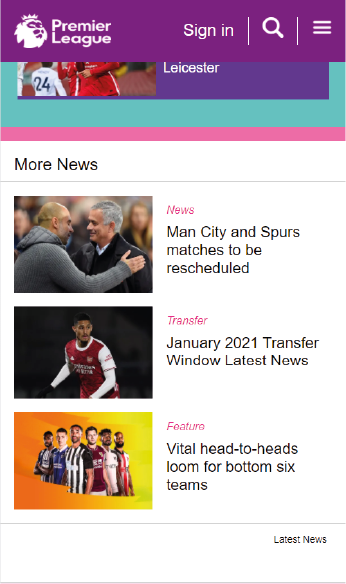 Premier
League
Sign in
24
Leicester
More News
News
Man City and Spurs
matches to be
rescheduled
Transfer
January 2021 Transfer
Window Latest News
Feature
Vital head-to-heads
loom for bottom six
teams
Latest News